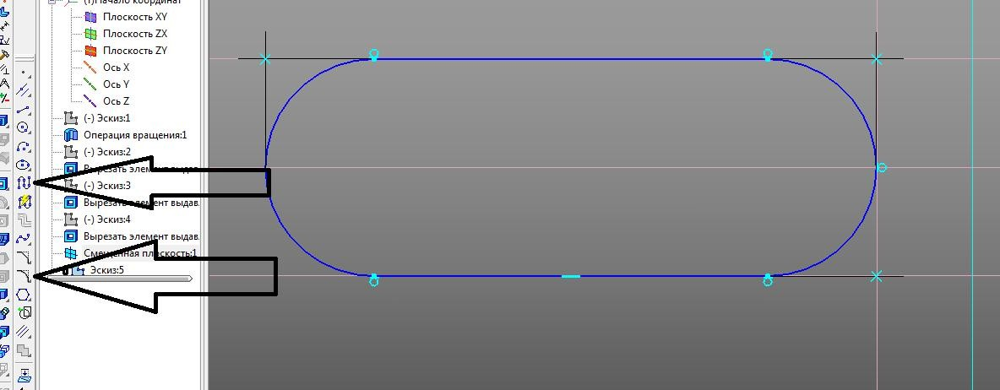 (т)Начало координат
Плоскость XY
Плоскость ZX
Плоскость ZY
Ось X
Ось Y
Ось Z
(-) Эскиз:1
Операция вращения:1
(-) Эскиз:2
Вырезать элемент выдав
(-) Эскиз:3
Вырезать элемент выдав.
(-) Эскиз:4
Вырезать элемент выдав.
Смещенная плоскость:1
Эскиз:5